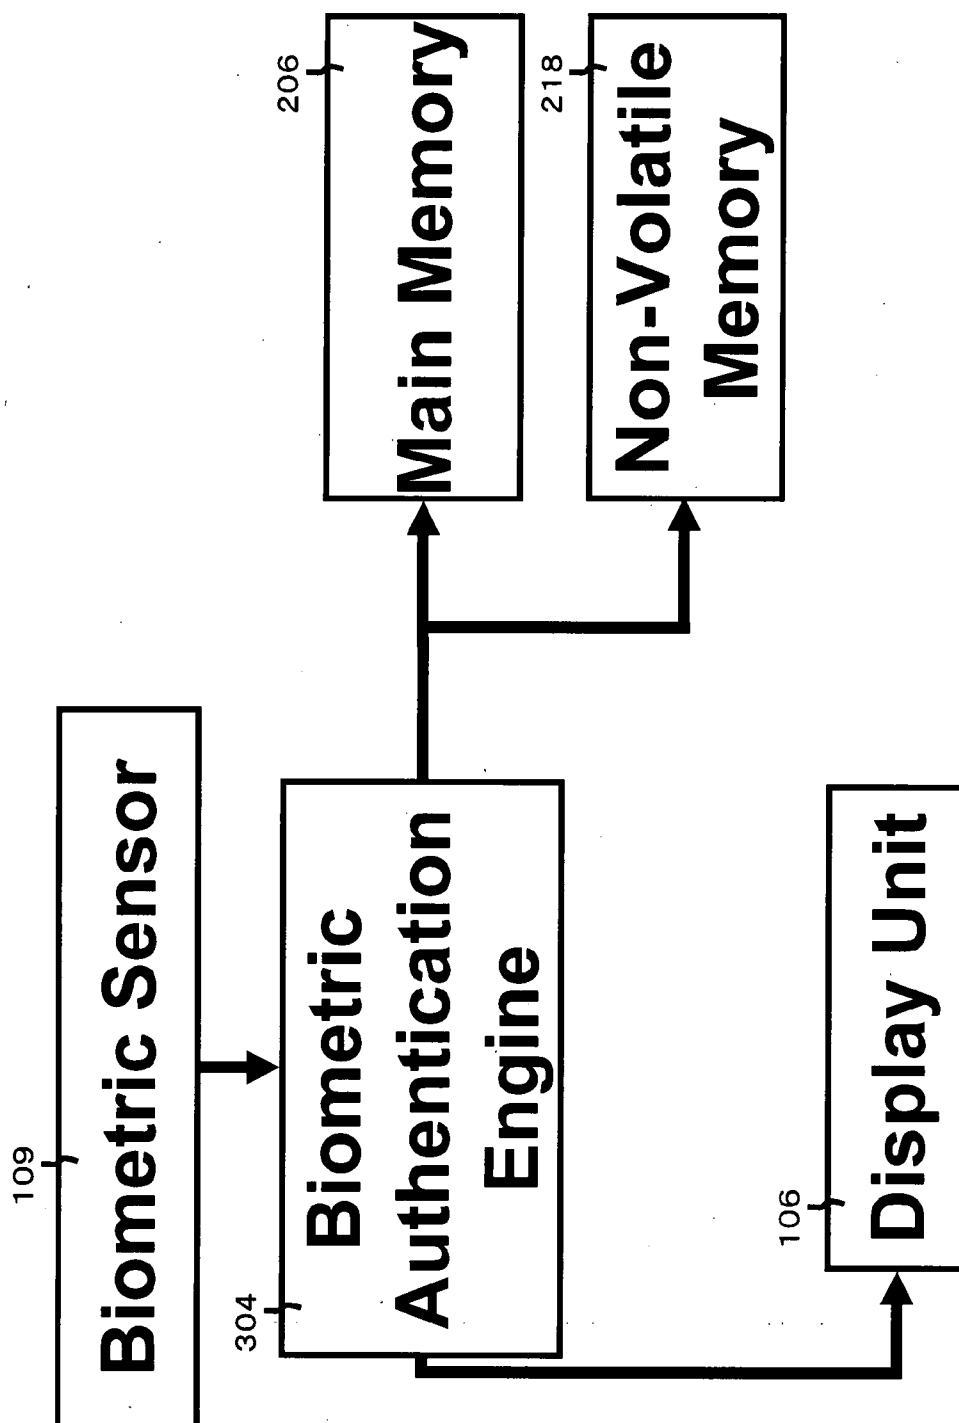 109
Biometric Sensor
304
Biometric
Authentication
Engine
106
Display Unit
206
Main Memory
218
Non-Volatile
Memory